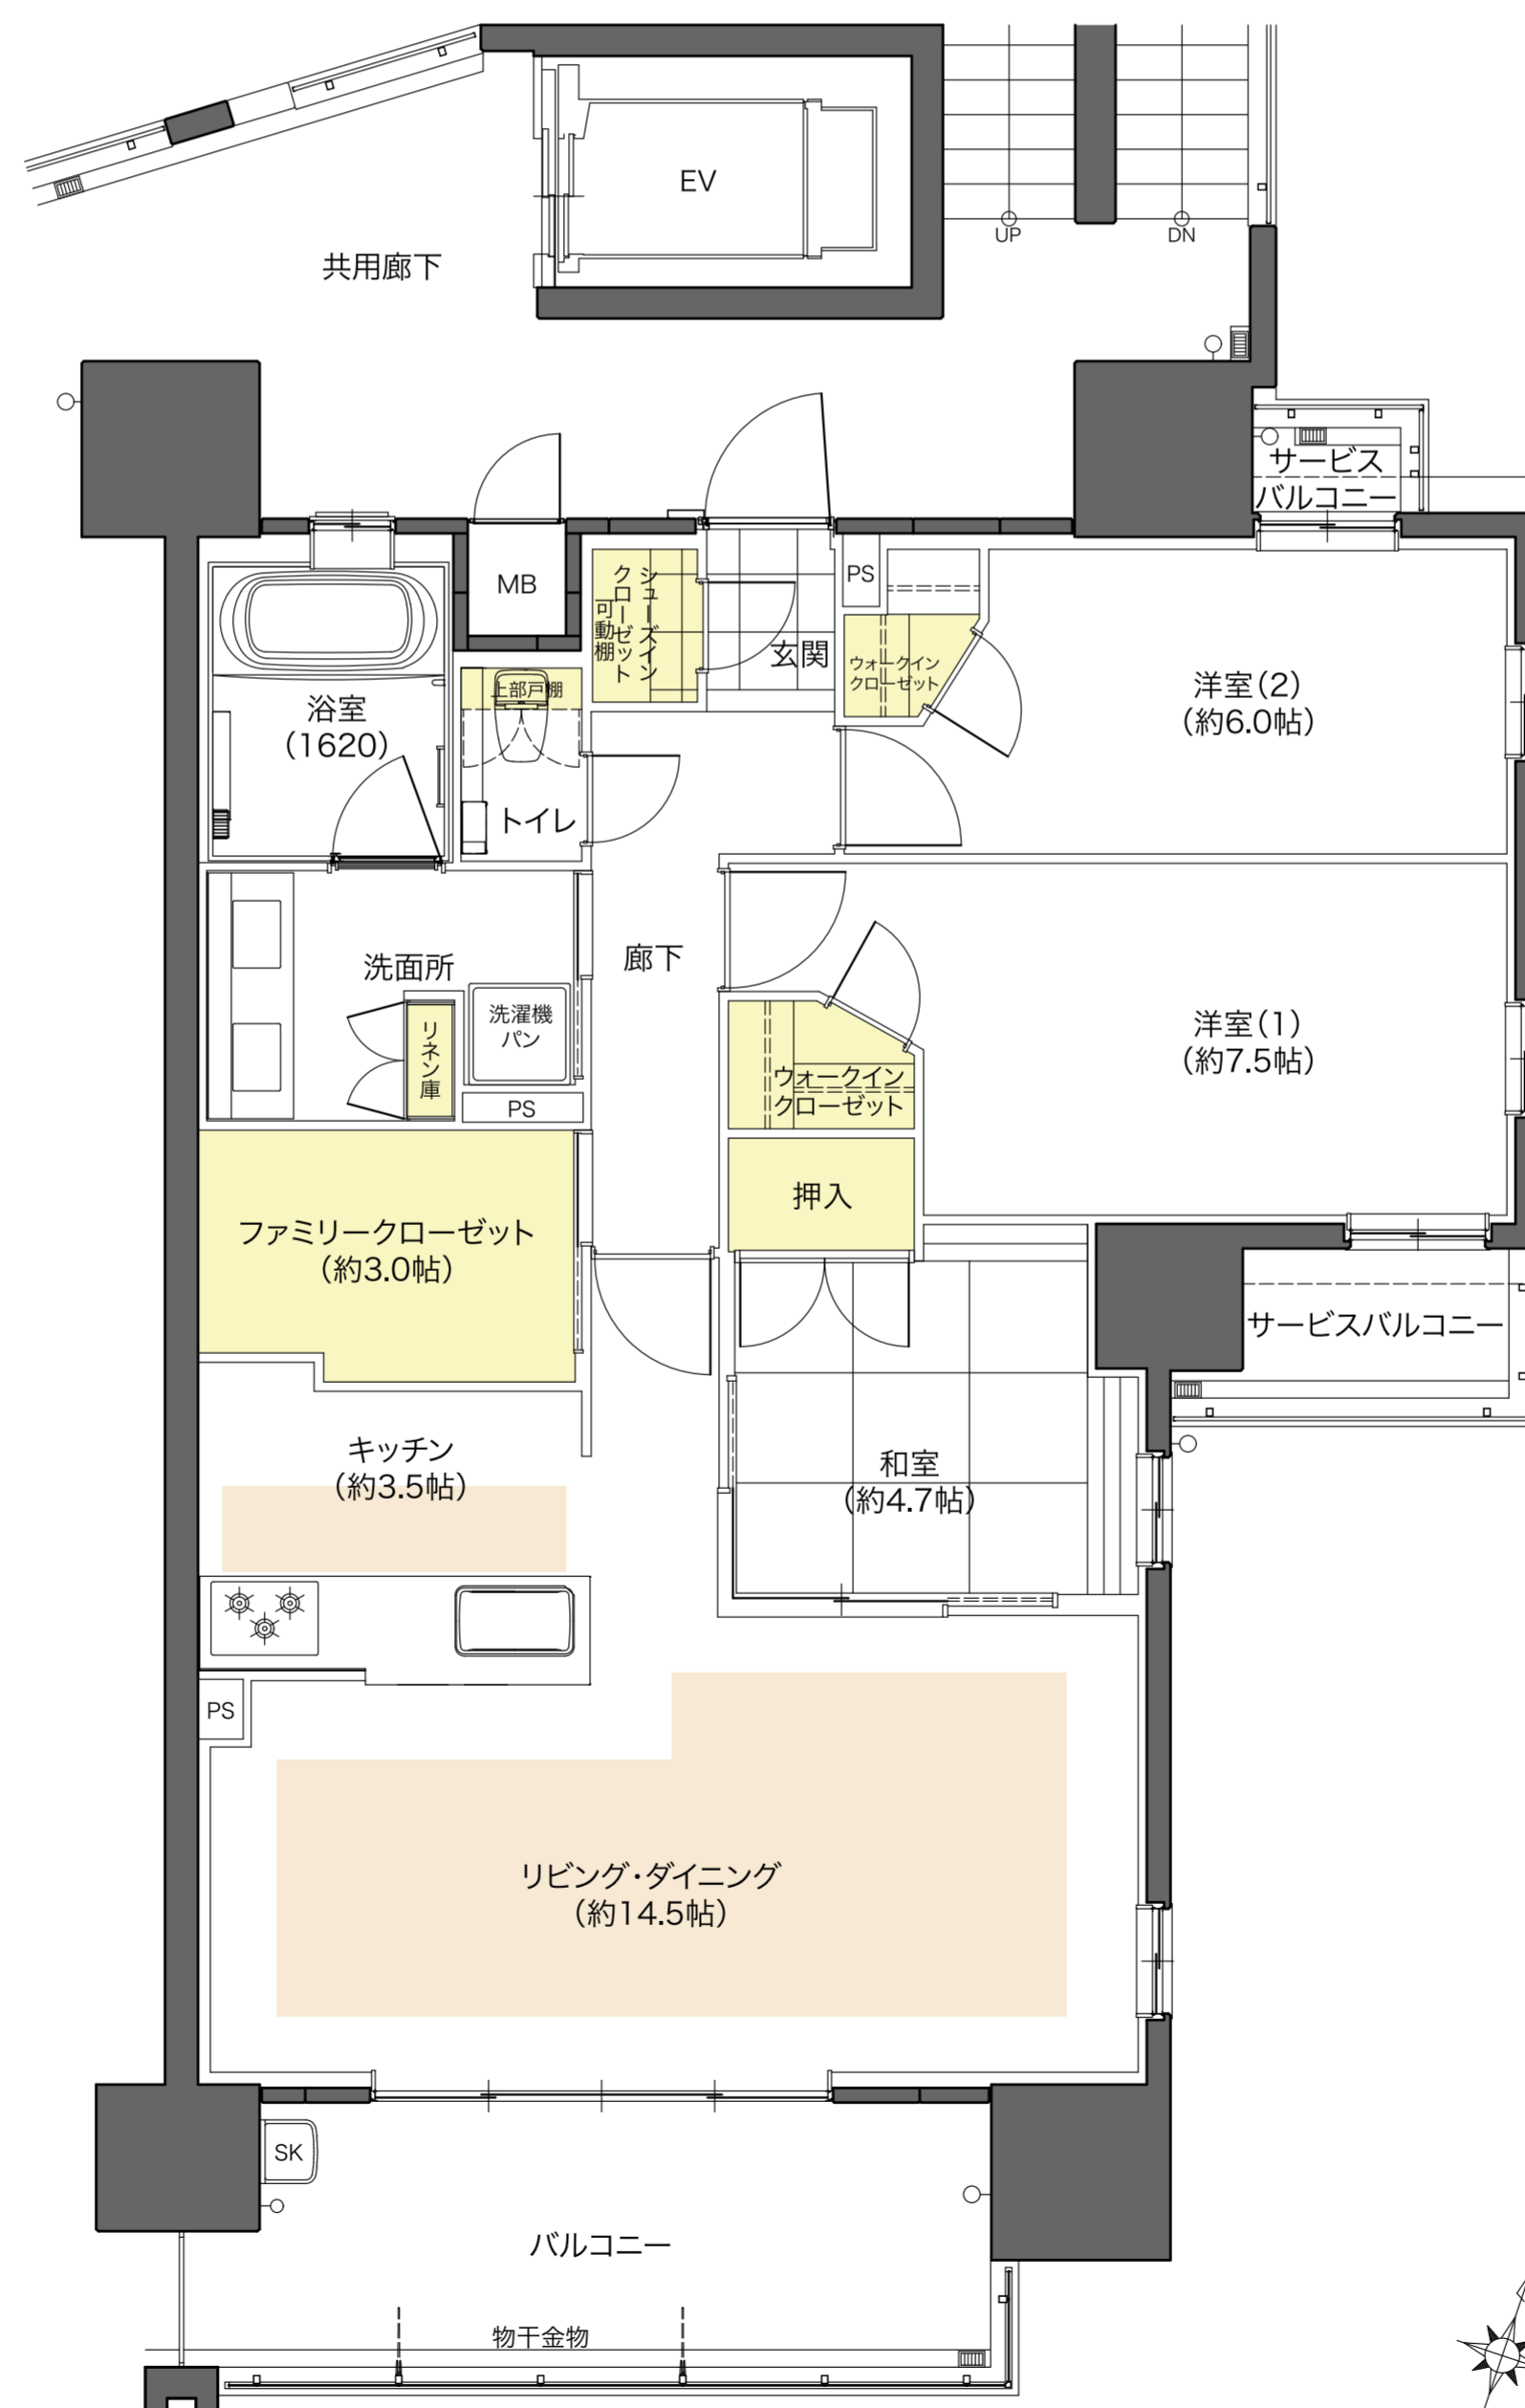 EV
UP
DN
共用廊下
サービス
バルコニー
MB
シューズイン
クローゼット
可動棚
玄関
PS
ウォークイン
クローゼット
洋室(2)
(約6.0帖)
浴室
(1620)
上部戸棚
トイレ
洗面所
廊下
洗濯機
パン
リネン庫
PS
洋室(1)
(約7.5帖)
ウォークイン
クローゼット
押入
ファミリークローゼット
(約3.0帖)
サービスバルコニー
キッチン
(約3.5帖)
和室
(約4.7帖)
PS
リビング・ダイニング
(約14.5帖)
SK
バルコニー
物干金物